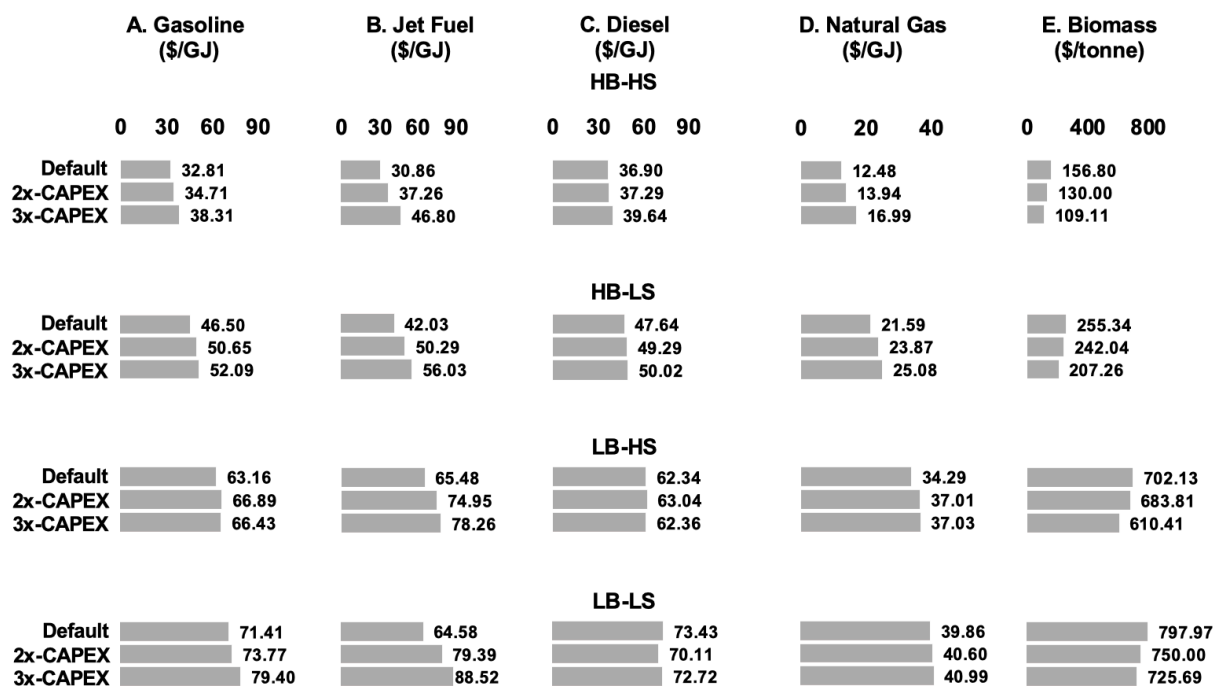 A. Gasoline B. Jet Fuel C. Diesel D. Natural Gas E. Biomass
($/GJ) ($/GJ) ($/GJ) ($/GJ) ($/tonne)
HB-HS
0 30 60 90 0 30 60 90 0 30 60 90 0 20 40 0 400 800
Default 32.81 30.86 36.90 12.48 156.80
2x-CAPEX 34.71 37.26 37.29 13.94 130.00
3x-CAPEX 38.31 46.80 39.64 16.99 109.11
HB-LS
Default 46.50 42.03 47.64 21.59 255.34
2x-CAPEX 50.65 50.29 49.29 23.87 242.04
3x-CAPEX 52.09 56.03 50.02 25.08 207.26
LB-HS
Default 63.16 65.48 62.34 34.29 702.13
2x-CAPEX 66.89 74.95 63.04 37.01 683.81
3x-CAPEX 66.43 78.26 62.36 37.03 610.41
LB-LS
Default 71.41 64.58 73.43 39.86 797.97
2x-CAPEX 73.77 79.39 70.11 40.60 750.00
3x-CAPEX 79.40 88.52 72.72 40.99 725.69